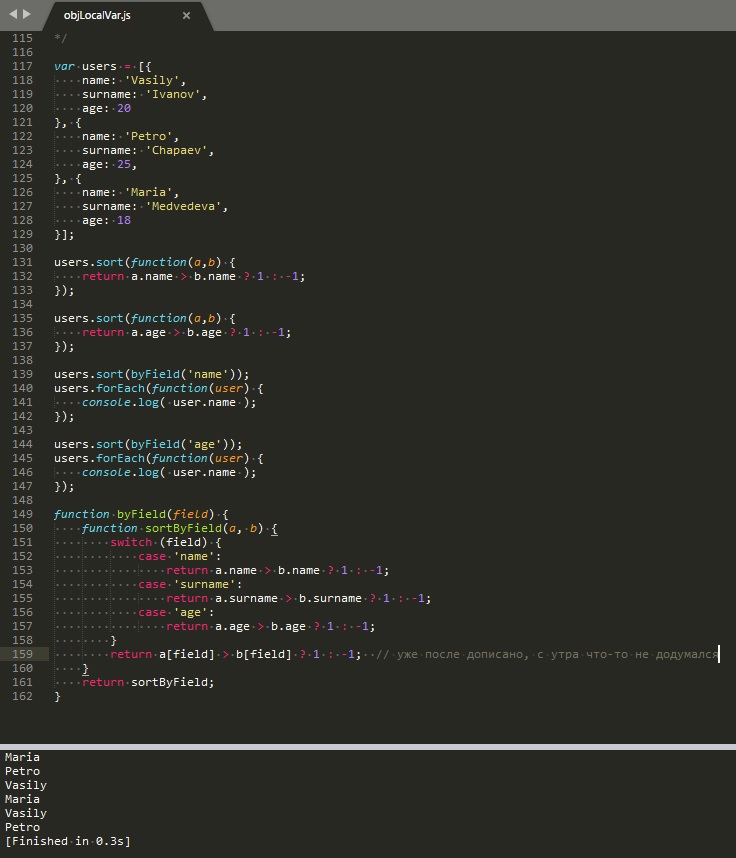 objLocalVar.js ×
115 */
116
117 var users = [{
118     name: 'Vasily',
119     surname: 'Ivanov',
120     age: 20
121 }, {
122     name: 'Petro',
123     surname: 'Chapaev',
124     age: 25,
125 }, {
126     name: 'Maria',
127     surname: 'Medvedeva',
128     age: 18
129 }];
130
131 users.sort(function(a,b) {
132     return a.name > b.name ? 1 : -1;
133 });
134
135 users.sort(function(a,b) {
136     return a.age > b.age ? 1 : -1;
137 });
138
139 users.sort(byField('name'));
140 users.forEach(function(user) {
141     console.log( user.name );
142 });
143
144 users.sort(byField('age'));
145 users.forEach(function(user) {
146     console.log( user.name );
147 });
148
149 function byField(field) {
150     function sortByField(a, b) {
151         switch (field) {
152             case 'name':
153                 return a.name > b.name ? 1 : -1;
154             case 'surname':
155                 return a.surname > b.surname ? 1 : -1;
156             case 'age':
157                 return a.age > b.age ? 1 : -1;
158         }
159         return a[field] > b[field] ? 1 : -1;  // уже после дописано, с утра что-то не додумался
160     }
161     return sortByField;
162 }
Maria
Petro
Vasily
Maria
Vasily
Petro
[Finished in 0.3s]